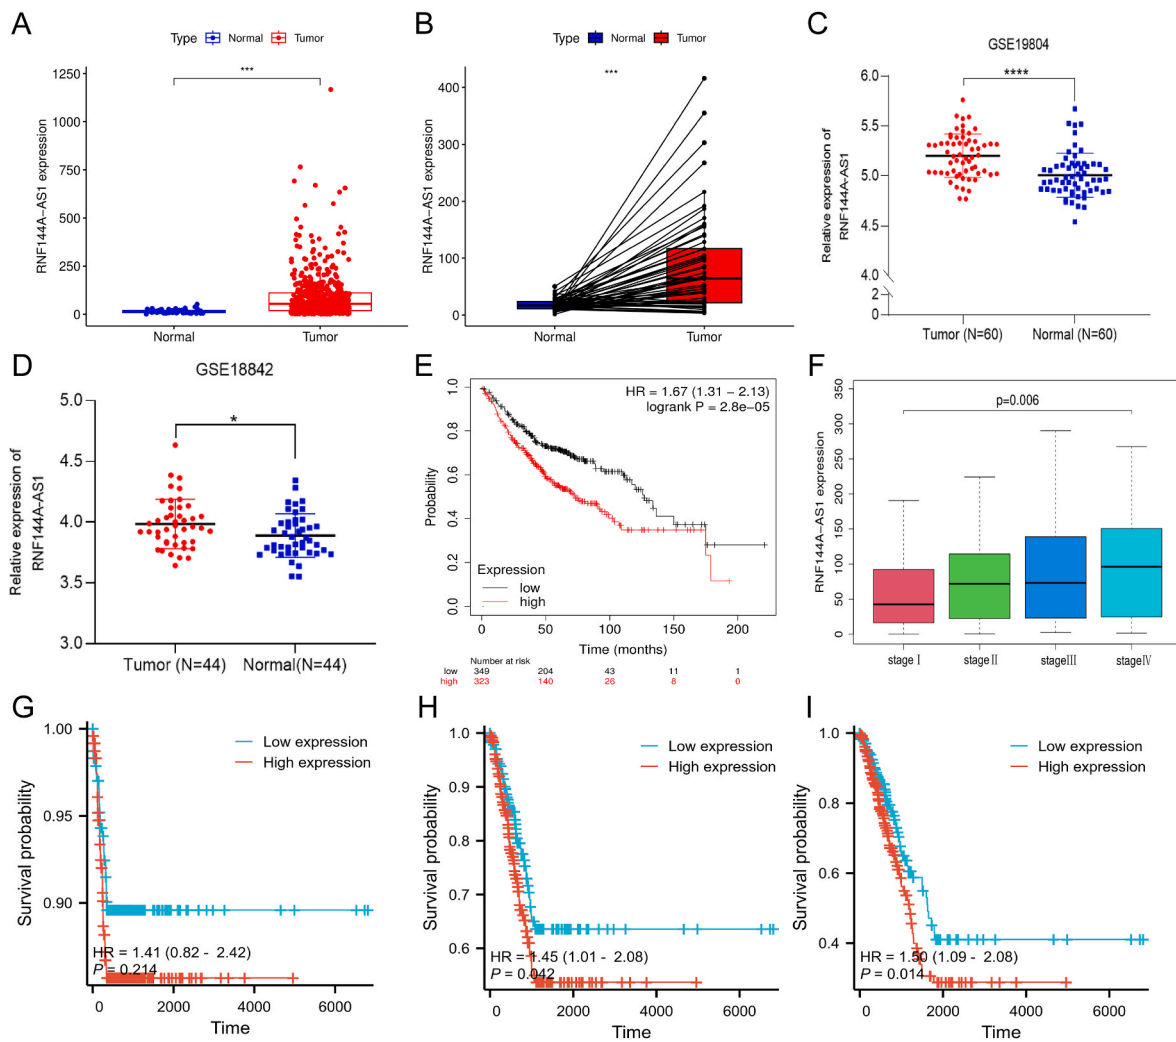 A
Type Normal Tumor
***
RNF144A−AS1 expression
1250
1000
750
500
250
0
Normal Tumor
B
Type Normal Tumor
***
RNF144A−AS1 expression
400
300
200
100
0
Normal Tumor
C
GSE19804
****
Relative expression of
RNF144A-AS1
6.0
5.5
5.0
4.5
4.0
2
0
Tumor (N=60) Normal (N=60)
D
GSE18842
*
Relative expression of
RNF144A-AS1
5.0
4.5
4.0
3.5
3.0
Tumor (N=44) Normal(N=44)
E
HR = 1.67 (1.31 − 2.13)
logrank P = 2.8e−05
Probability
1.0
0.8
0.6
0.4
0.2
0.0
Expression
low
high
0 50 100 150 200
Time (months)
Number at risk
low 349 204 43 11 1
high 323 140 26 8 0
F
p=0.006
RNF144A−AS1 expression
350
300
250
200
150
100
50
0
stage I stage II stageIII stageIV
G
Low expression
High expression
Survival probability
1.00
0.95
0.90
HR = 1.41 (0.82 - 2.42)
P = 0.214
0 2000 4000 6000
Time
H
Low expression
High expression
Survival probability
1.0
0.9
0.8
0.7
0.6
HR = 1.45 (1.01 - 2.08)
P = 0.042
0 2000 4000 6000
Time
I
Low expression
High expression
Survival probability
1.0
0.8
0.6
0.4
HR = 1.50 (1.09 - 2.08)
P = 0.014
0 2000 4000 6000
Time